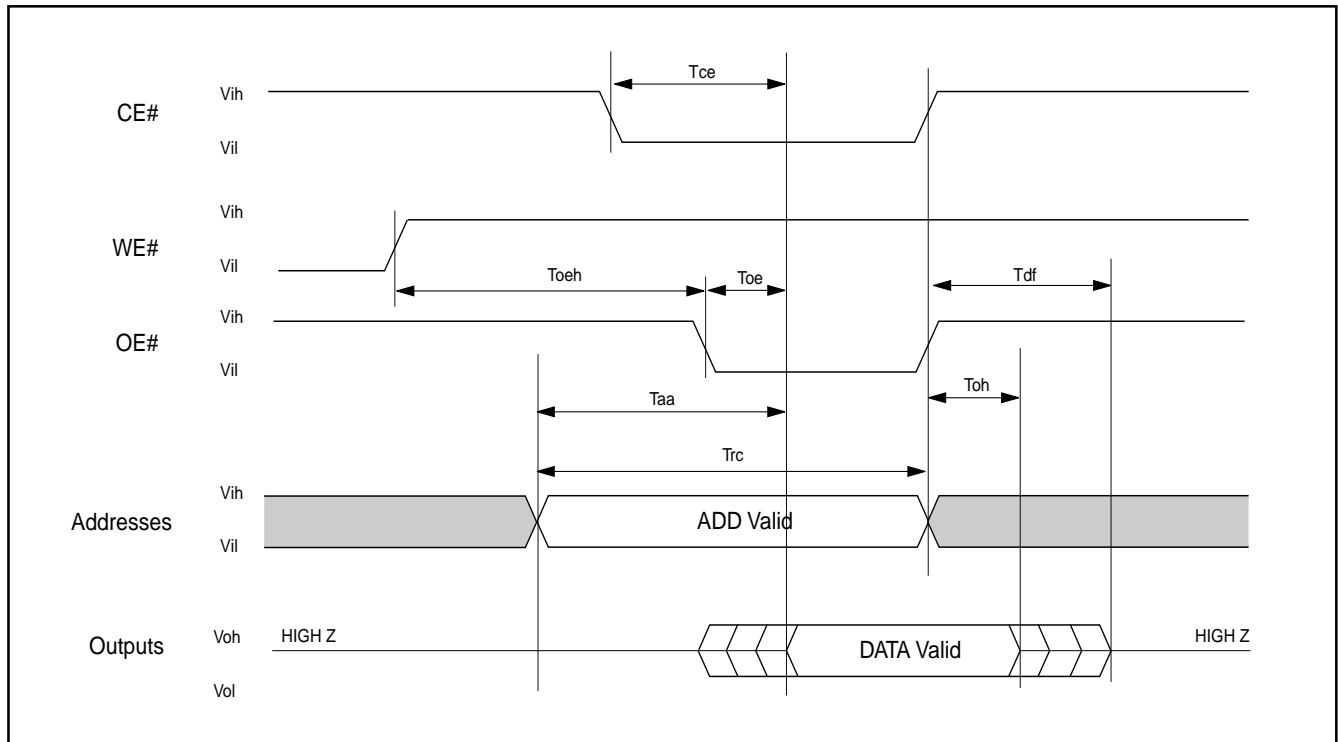 Tce
Vih
CE#
Vil
Vih
WE#
Vil
Toeh
Toe
Tdf
Vih
OE#
Vil
Toh
Taa
Trc
Vih
Addresses
ADD Valid
Vil
Outputs
Voh
HIGH Z
DATA Valid
HIGH Z
Vol